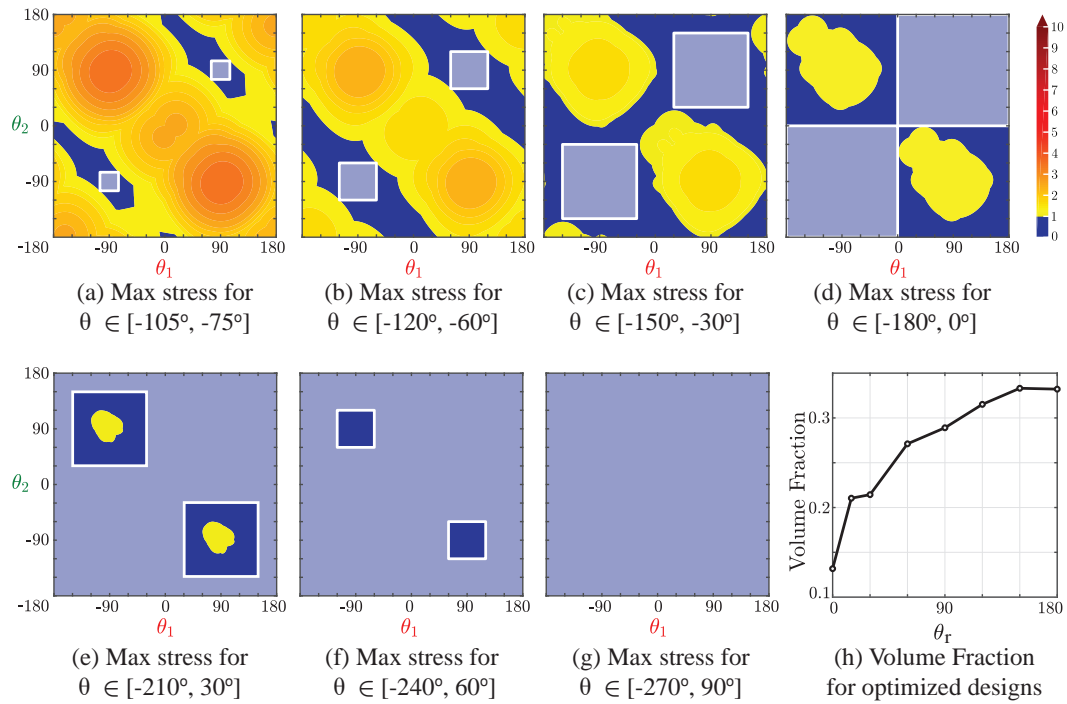 180
90
0
-90
-180
θ2
-90 0 90 180
θ1
-90 0 90 180
θ1
-90 0 90 180
θ1
-90 0 90 180
θ1
10
9
8
7
6
5
4
3
2
1
0
(a) Max stress for
θ ∈ [-105°, -75°]
(b) Max stress for
θ ∈ [-120°, -60°]
(c) Max stress for
θ ∈ [-150°, -30°]
(d) Max stress for
θ ∈ [-180°, 0°]
180
90
0
-90
-180
θ2
-90 0 90 180
θ1
-90 0 90 180
θ1
-90 0 90 180
θ1
Volume Fraction
0.3
0.2
0.1
0 90 180
θr
(e) Max stress for
θ ∈ [-210°, 30°]
(f) Max stress for
θ ∈ [-240°, 60°]
(g) Max stress for
θ ∈ [-270°, 90°]
(h) Volume Fraction
for optimized designs